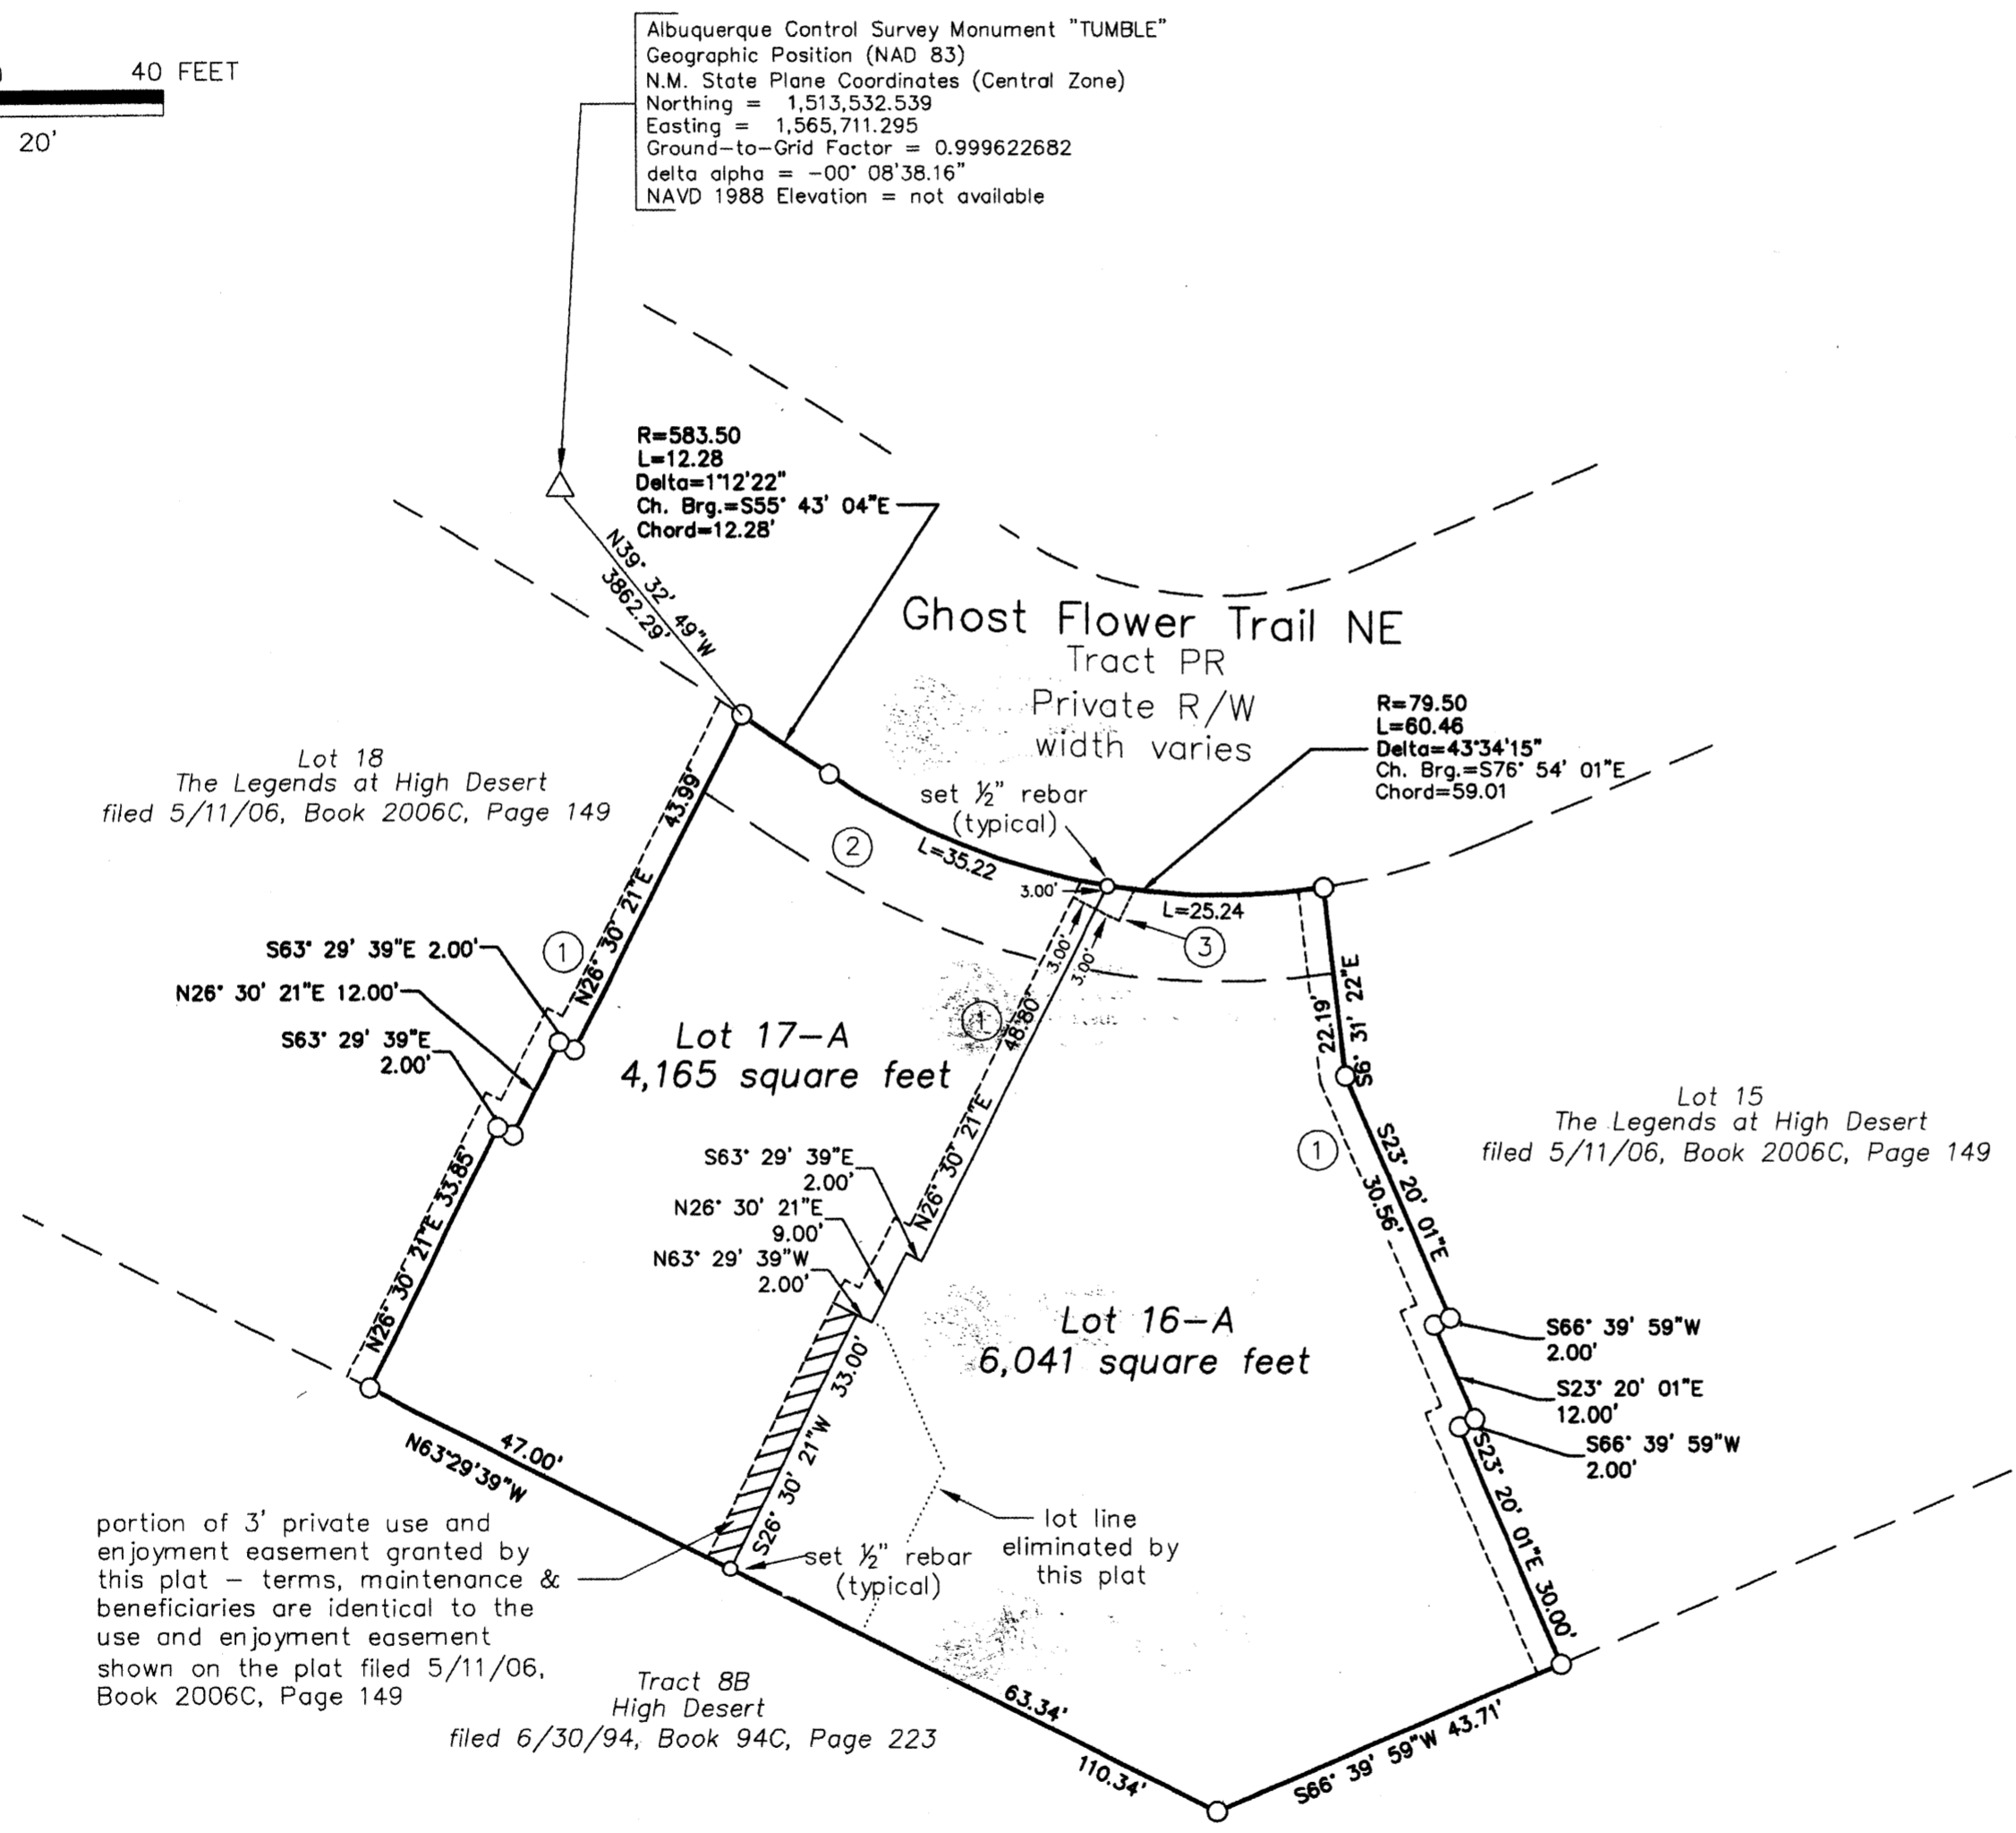 40 FEET
20'
Albuquerque Control Survey Monument "TUMBLE"
Geographic Position (NAD 83)
N.M. State Plane Coordinates (Central Zone)
Northing = 1,513,532.539
Easting = 1,565,711.295
Ground-to-Grid Factor = 0.999622682
delta alpha = -00° 08'38.16"
NAVD 1988 Elevation = not available
R=583.50
L=12.28
Delta=1°12'22"
Ch. Brg.=S55° 43' 04"E
Chord=12.28'
N39° 32' 49"W
3862.29'
Ghost Flower Trail NE
Tract PR
Private R/W
width varies
R=79.50
L=60.46
Delta=43°34'15"
Ch. Brg.=S76° 54' 01"E
Chord=59.01
Lot 18
The Legends at High Desert
filed 5/11/06, Book 2006C, Page 149
set ½" rebar
(typical)
2
L=35.22
3.00'
L=25.24
3
3.00'
3.00'
43.99'
N26° 30' 21"E
1
S63° 29' 39"E 2.00'
N26° 30' 21"E 12.00'
S63° 29' 39"E
2.00'
N26° 30' 21"E 33.85'
Lot 17-A
4,165 square feet
1
48.80'
N26° 30' 21"E
22.19'
S6° 31' 22"E
Lot 15
The Legends at High Desert
filed 5/11/06, Book 2006C, Page 149
1
S23° 20' 01"E
30.56'
S63° 29' 39"E
2.00'
N26° 30' 21"E
9.00'
N63° 29' 39"W
2.00'
Lot 16-A
6,041 square feet
S66° 39' 59"W
2.00'
S23° 20' 01"E
12.00'
S66° 39' 59"W
2.00'
S23° 20' 01"E 30.00'
S26° 30' 21"W 33.00'
47.00'
N63°29'39"W
lot line
eliminated by
this plat
set ½" rebar
(typical)
portion of 3' private use and
enjoyment easement granted by
this plat - terms, maintenance &
beneficiaries are identical to the
use and enjoyment easement
shown on the plat filed 5/11/06,
Book 2006C, Page 149
Tract 8B
High Desert
filed 6/30/94, Book 94C, Page 223
63.34'
110.34'
S66° 39' 59"W 43.71'